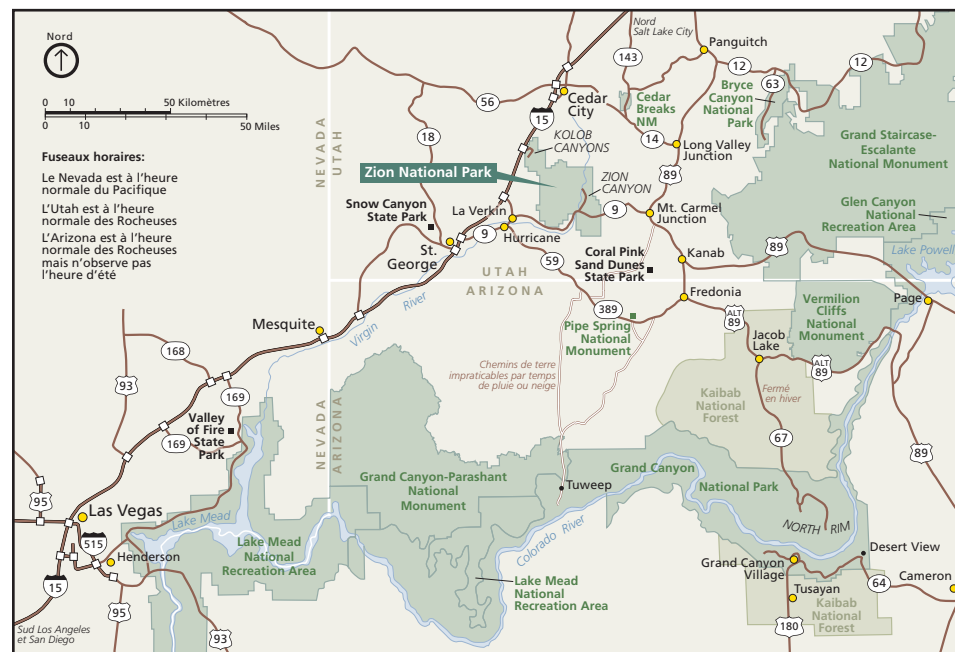 Nord
0 10 50 Kilomètres
0 10 50 Miles
Fuseaux horaires:
Le Nevada est à l'heure
normale du Pacifique
L'Utah est à l'heure
normale des Rocheuses
L'Arizona est à l'heure
normale des Rocheuses
mais n'observe pas
l'heure d'été
NEVADA
UTAH
Nord
Salt Lake City
143
Panguitch
12
63
12
Bryce
Canyon
National
Park
56
15
Cedar
City
Cedar
Breaks
NM
18
KOLOB
CANYONS
14
Long Valley
Junction
Grand Staircase-
Escalante
National Monument
Zion National Park
ZION
CANYON
89
Glen Canyon
National
Recreation Area
Lake Powell
Snow Canyon
State Park
La Verkin
9
Mt. Carmel
Junction
St.
George
9
Hurricane
59
Coral Pink
Sand Dunes
State Park
Kanab
89
UTAH
ARIZONA
Virgin
River
389
Fredonia
ALT
89
Vermilion
Cliffs
National
Monument
Page
Mesquite
Pipe Spring
National
Monument
Jacob
Lake
ALT
89
168
93
169
Chemins de terre
impraticables par temps
de pluie ou neige
Kaibab
National
Forest
Fermé
en hiver
Valley
of Fire
State
Park
169
NEVADA
ARIZONA
67
89
Grand Canyon-Parashant
National
Monument
Grand Canyon
National Park
Tuweep
95
Las Vegas
Lake Mead
515
Henderson
Lake Mead
National
Recreation Area
Colorado River
NORTH RIM
Desert View
Grand Canyon
Village
15
95
Lake Mead
National
Recreation Area
64
Cameron
Tusayan
Kaibab
National
Forest
Sud Los Angeles
et San Diego
93
180